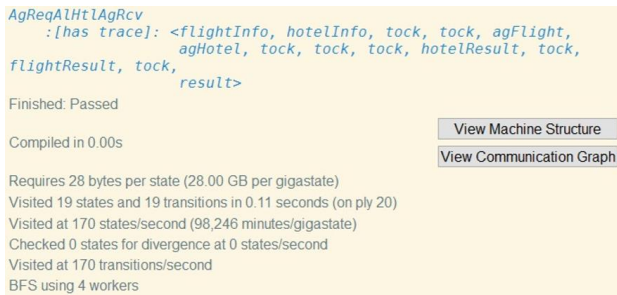 AgReqAlHtlAgRcv
:[has trace]: <flightInfo, hotelInfo, tock, tock, agFlight,
agHotel, tock, tock, tock, hotelResult, tock,
flightResult, tock,
result>
Finished: Passed
View Machine Structure
Compiled in 0.00s
View Communication Graph
Requires 28 bytes per state (28.00 GB per gigastate)
Visited 19 states and 19 transitions in 0.11 seconds (on ply 20)
Visited at 170 states/second (98,246 minutes/gigastate)
Checked 0 states for divergence at 0 states/second
Visited at 170 transitions/second
BFS using 4 workers